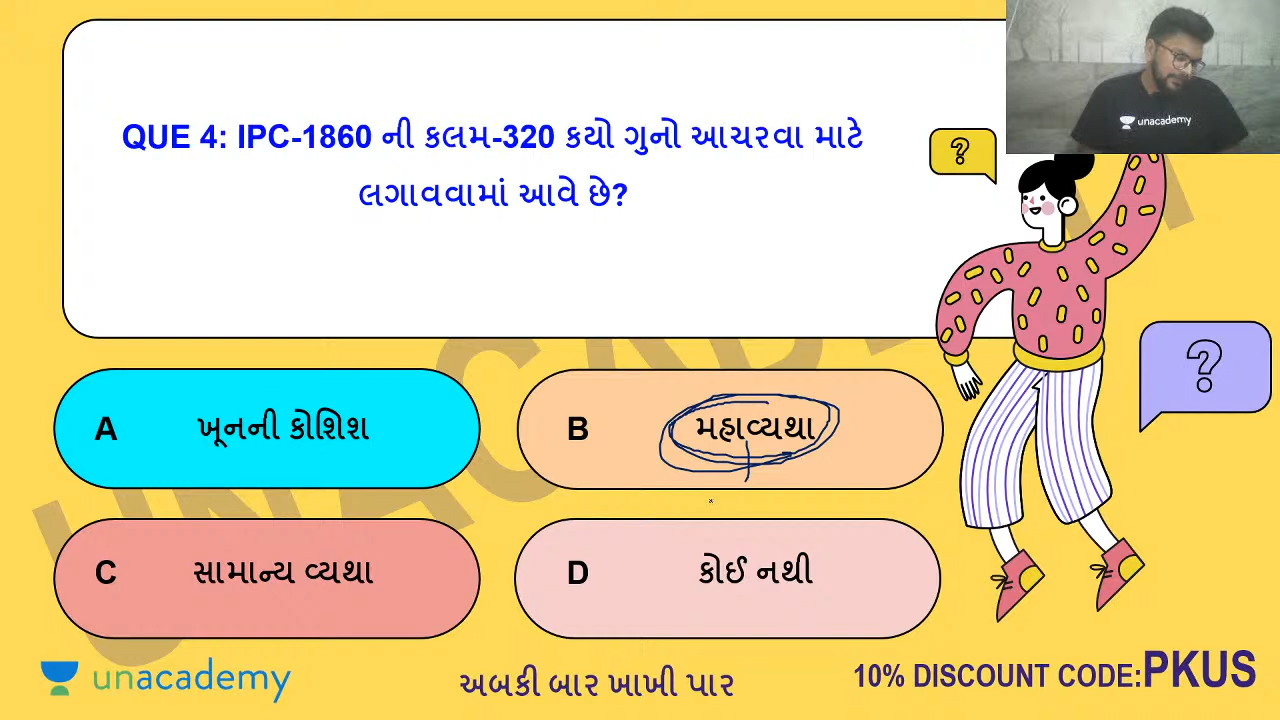 QUE 4: IPC-1860 ની કલમ-320 કયો ગુનો આચરવા માટે
લગાવવામાં આવે છે?
unacademy
?
?
A ખૂનની કોશિશ
B મહાવ્યથા
C સામાન્ય વ્યથા
D કોઈ નથી
UNACADEMY
unacademy
અબકી બાર ખાખી પાર
10% DISCOUNT CODE:PKUS